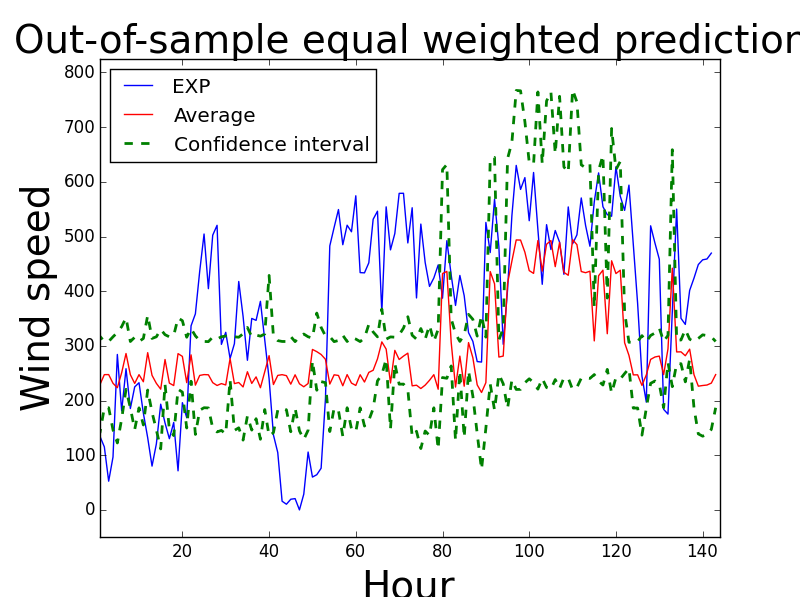 Out-of-sample equal weighted prediction
800
700
600
500
400
300
200
100
0
EXP
Average
Confidence interval
Wind speed
20 40 60 80 100 120 140
Hour